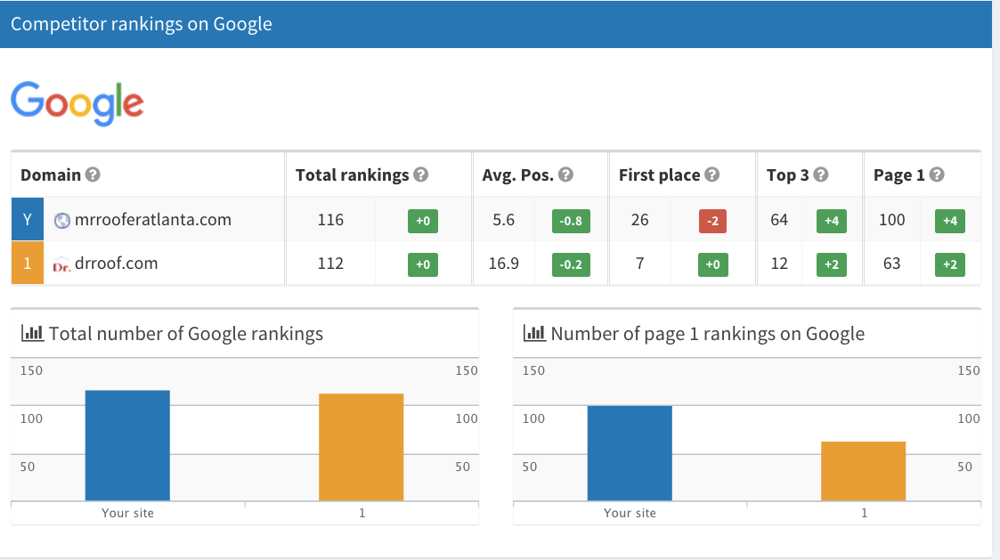 Competitor rankings on Google
Google
Domain ? Total rankings ? Avg. Pos. ? First place ? Top 3 ? Page 1 ?
Y mrrooferatlanta.com 116 +0 5.6 -0.8 26 -2 64 +4 100 +4
1 Dr. drroof.com 112 +0 16.9 -0.2 7 +0 12 +2 63 +2
Total number of Google rankings
150 150
100 100
50 50
Your site 1
Number of page 1 rankings on Google
150 150
100 100
50 50
Your site 1